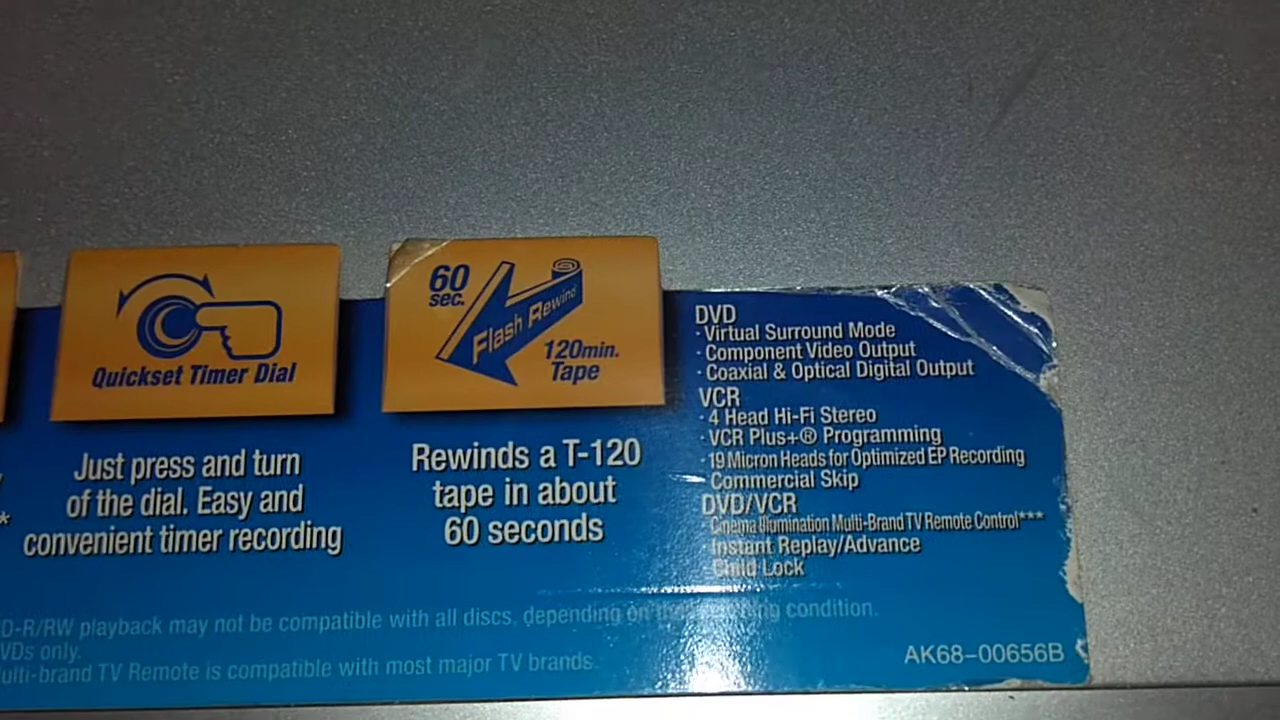 Quickset Timer Dial
Just press and turn
of the dial. Easy and
convenient timer recording
60
sec.
Flash Rewind
120min.
Tape
Rewinds a T-120
tape in about
60 seconds
DVD
· Virtual Surround Mode
· Component Video Output
· Coaxial & Optical Digital Output
VCR
· 4 Head Hi-Fi Stereo
· VCR Plus+® Programming
· 19 Micron Heads for Optimized EP Recording
Commercial Skip
DVD/VCR
Cinema Illumination Multi-Brand TV Remote Control***
Instant Replay/Advance
Child Lock
*
D-R/RW playback may not be compatible with all discs, depending on condition.
VDs only.
ulti-brand TV Remote is compatible with most major TV brands.
AK68-00656B